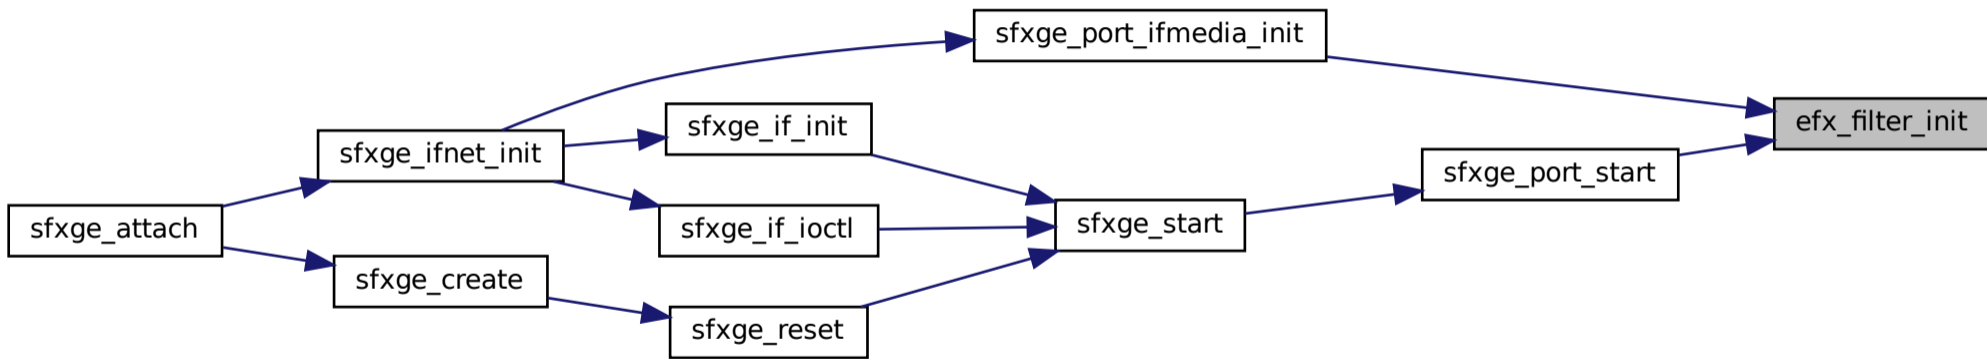 sfxge_port_ifmedia_init
efx_filter_init
sfxge_if_init
sfxge_ifnet_init
sfxge_port_start
sfxge_attach
sfxge_if_ioctl
sfxge_start
sfxge_create
sfxge_reset